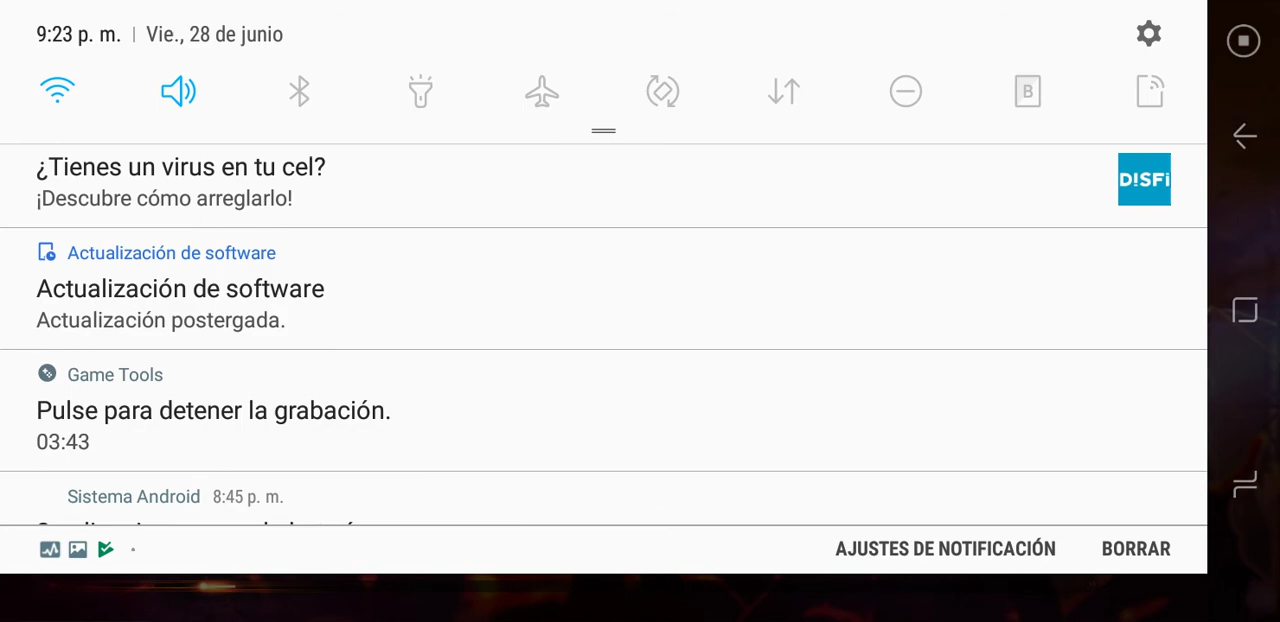 9:23 p. m. | Vie., 28 de junio
B
¿Tienes un virus en tu cel?
¡Descubre cómo arreglarlo!
D!SFi
Actualización de software
Actualización de software
Actualización postergada.
Game Tools
Pulse para detener la grabación.
03:43
Sistema Android 8:45 p. m.
AJUSTES DE NOTIFICACIÓN BORRAR